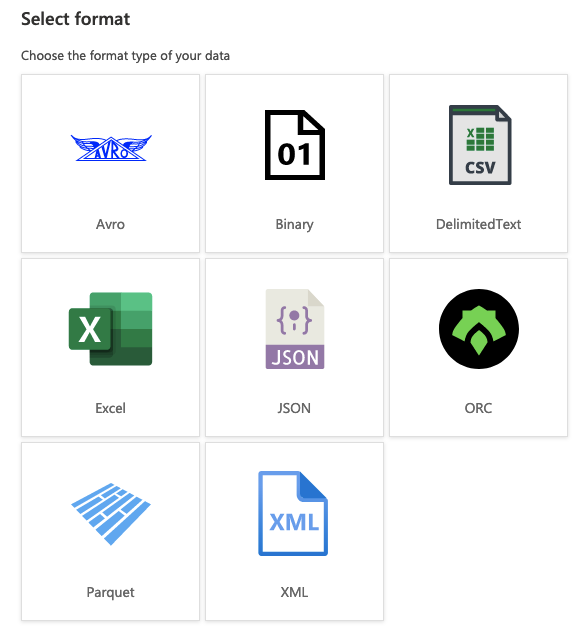 Select format
Choose the format type of your data
AVRO
01
X
CSV
Avro
Binary
DelimitedText
X
{:}
JSON
Excel
JSON
ORC
XML
Parquet
XML